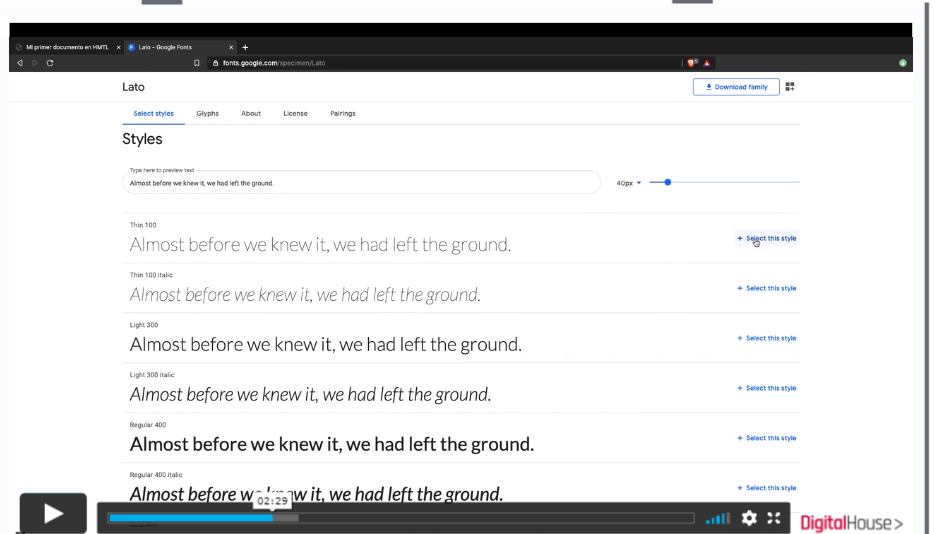 Mi primer documento en HMTL
Lato - Google Fonts
fonts.google.com/specimen/Lato
Lato
Download family
Select styles Glyphs About License Pairings
Styles
Type here to preview text
Almost before we knew it, we had left the ground.
40px
Thin 100
Almost before we knew it, we had left the ground.
+ Select this style
Thin 100 italic
Almost before we knew it, we had left the ground.
+ Select this style
Light 300
Almost before we knew it, we had left the ground.
+ Select this style
Light 300 italic
Almost before we knew it, we had left the ground.
+ Select this style
Regular 400
Almost before we knew it, we had left the ground.
+ Select this style
Regular 400 italic
Almost before we knew it, we had left the ground.
+ Select this style
02:29
DigitalHouse>